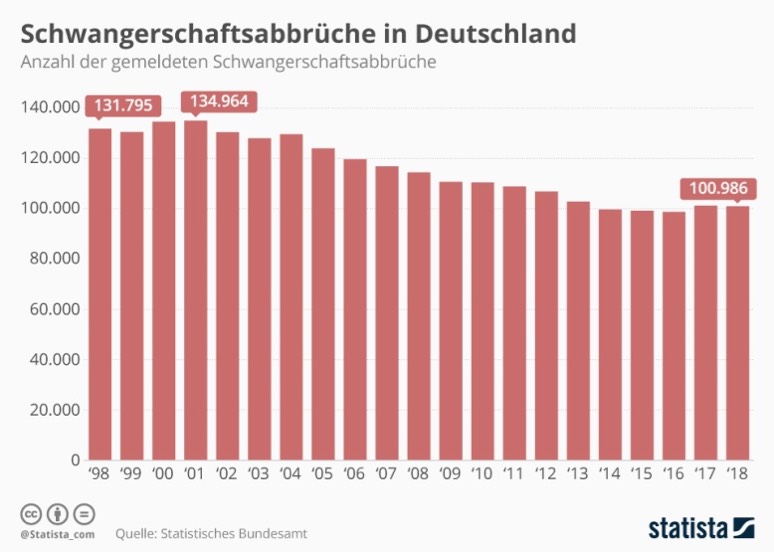 Schwangerschaftsabbrüche in Deutschland
Anzahl der gemeldeten Schwangerschaftsabbrüche
140.000
131.795
134.964
120.000
100.986
100.000
80.000
60.000
40.000
20.000
0
‘98 ‘99 ‘00 ‘01 ‘02 ‘03 ‘04 ‘05 ‘06 ‘07 ‘08 ‘09 ‘10 ‘11 ‘12 ‘13 ‘14 ‘15 ‘16 ‘17 ‘18
cc
@Statista_com
Quelle: Statistisches Bundesamt
statista